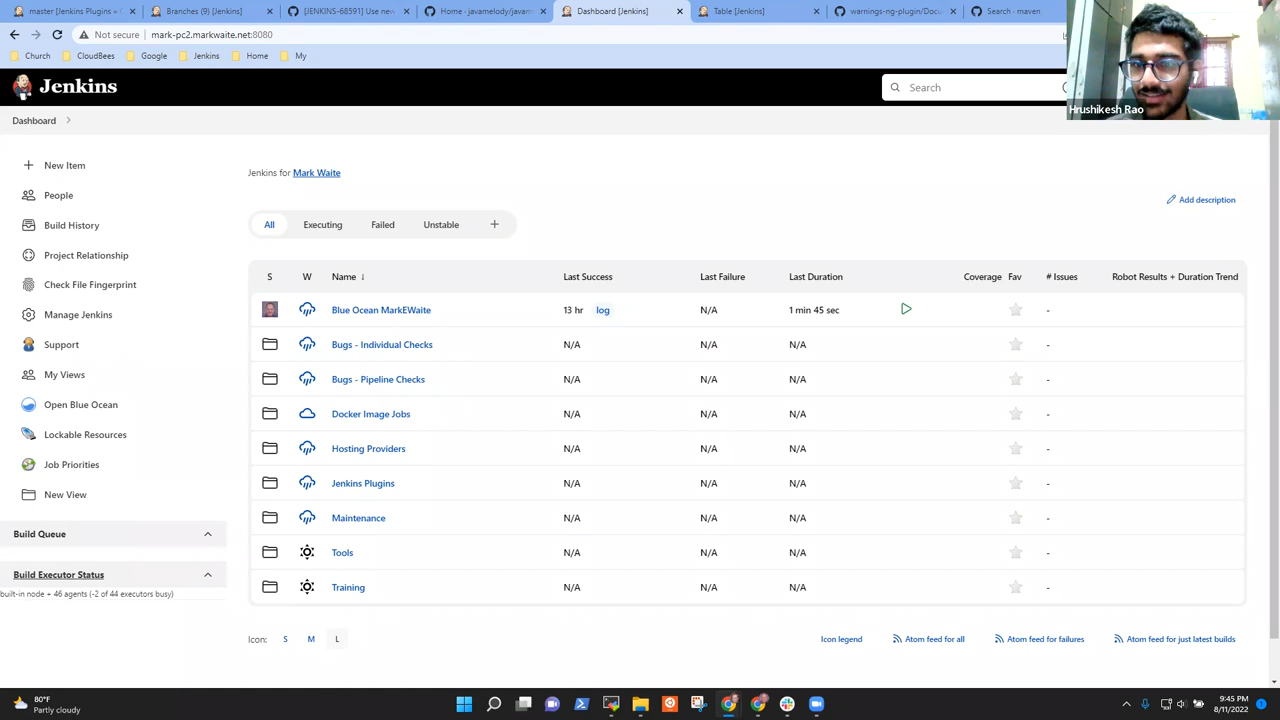 master [Jenkins Plugins » G
Branches (9) [Jenkins]
[JENKINS-68591] Use new
Home · javamelody/javam
Dashboard [Jenkins]
Table [Jenkins]
warnings-ng-plugin/Docu
Search - maven
Not secure
mark-pc2.markwaite.net:8080
Church
CloudBees
Google
Jenkins
Home
My
Jenkins
Search
Hrushikesh Rao
Dashboard
New Item
People
Build History
Project Relationship
Check File Fingerprint
Manage Jenkins
Support
My Views
Open Blue Ocean
Lockable Resources
Job Priorities
New View
Build Queue
Build Executor Status
built-in node + 46 agents (-2 of 44 executors busy)
Jenkins for Mark Waite
Add description
All Executing Failed Unstable +
S W Name ↓ Last Success Last Failure Last Duration Coverage Fav # Issues Robot Results + Duration Trend
Blue Ocean MarkEWaite 13 hr log N/A 1 min 45 sec -
Bugs - Individual Checks N/A N/A N/A -
Bugs - Pipeline Checks N/A N/A N/A -
Docker Image Jobs N/A N/A N/A -
Hosting Providers N/A N/A N/A -
Jenkins Plugins N/A N/A N/A -
Maintenance N/A N/A N/A -
Tools N/A N/A N/A -
Training N/A N/A N/A -
Icon: S M L
Icon legend
Atom feed for all
Atom feed for failures
Atom feed for just latest builds
80°F
Partly cloudy
9:45 PM
8/11/2022